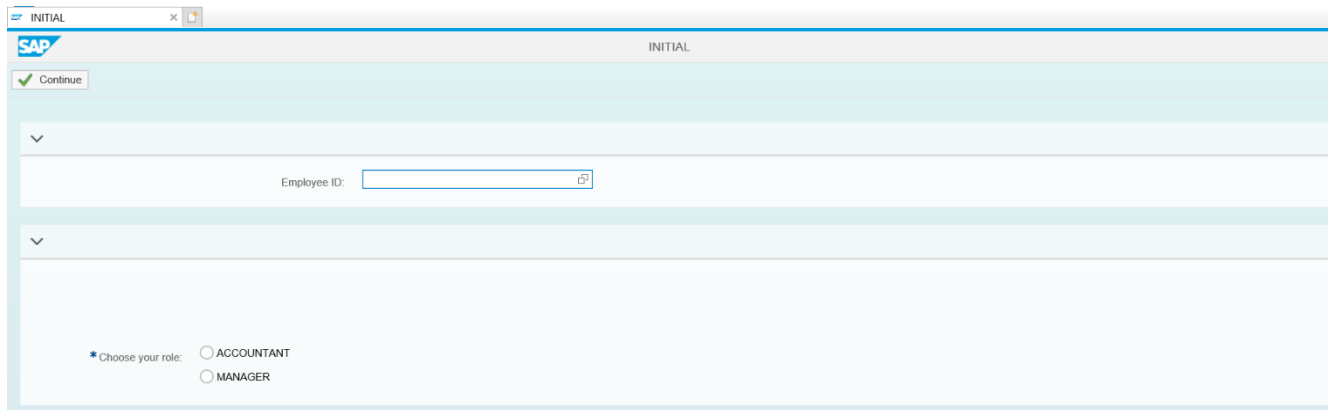 INITIAL
SAP INITIAL
Continue
Employee ID:
* Choose your role: ACCOUNTANT
MANAGER